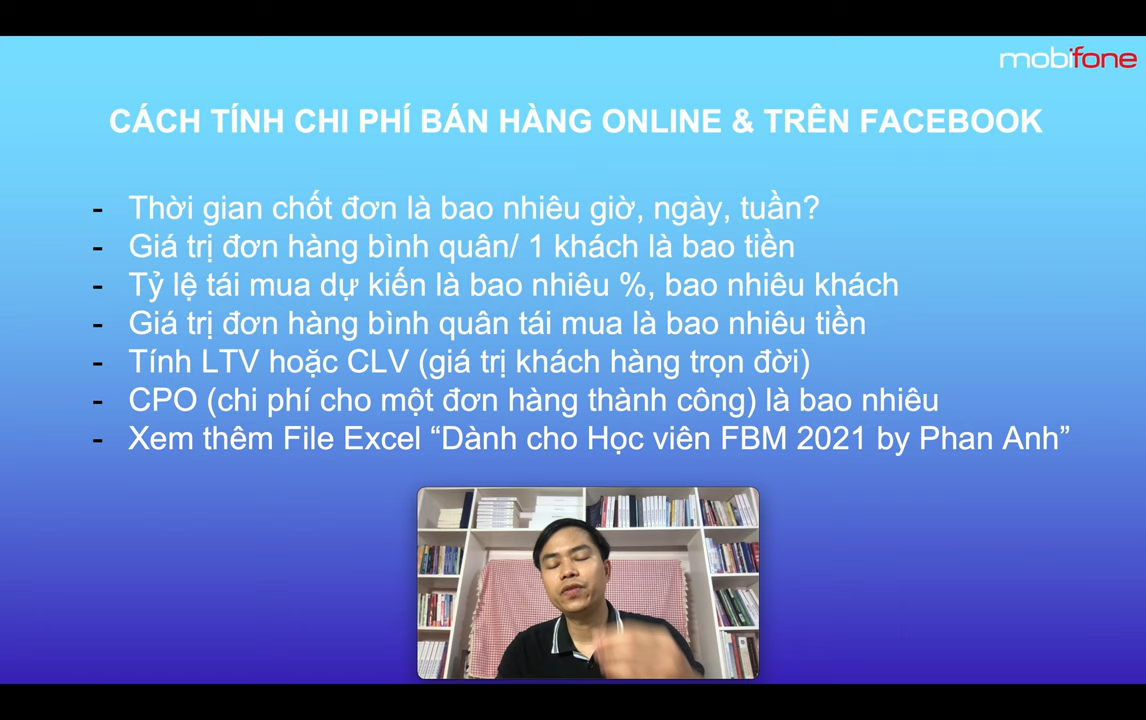 mobifone
CÁCH TÍNH CHI PHÍ BÁN HÀNG ONLINE & TRÊN FACEBOOK
- Thời gian chốt đơn là bao nhiêu giờ, ngày, tuần?
- Giá trị đơn hàng bình quân/ 1 khách là bao tiền
- Tỷ lệ tái mua dự kiến là bao nhiêu %, bao nhiêu khách
- Giá trị đơn hàng bình quân tái mua là bao nhiêu tiền
- Tính LTV hoặc CLV (giá trị khách hàng trọn đời)
- CPO (chi phí cho một đơn hàng thành công) là bao nhiêu
- Xem thêm File Excel “Dành cho Học viên FBM 2021 by Phan Anh”